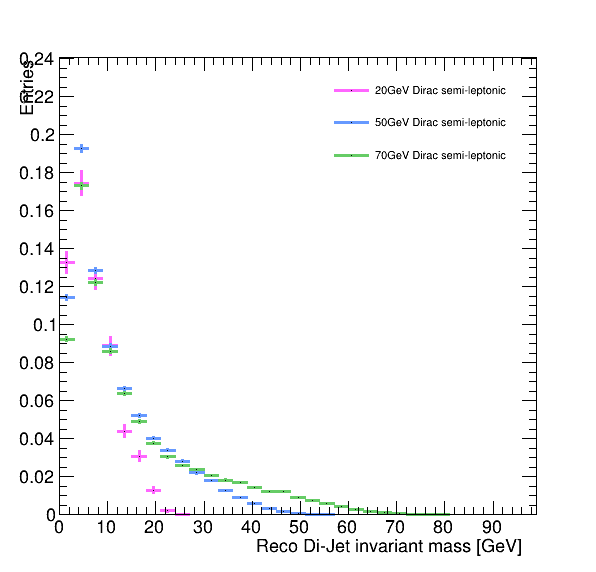 Entries
0.24
0.22
0.2
0.18
0.16
0.14
0.12
0.1
0.08
0.06
0.04
0.02
0
20GeV Dirac semi-leptonic
50GeV Dirac semi-leptonic
70GeV Dirac semi-leptonic
0 10 20 30 40 50 60 70 80 90
Reco Di-Jet invariant mass [GeV]